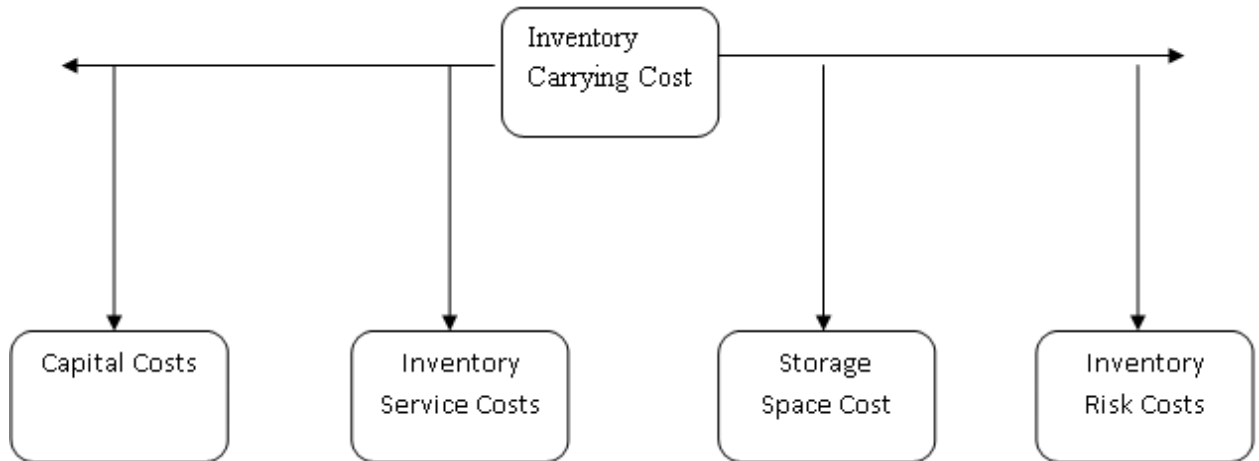 Inventory
Carrying Cost
Capital Costs
Inventory
Service Costs
Storage
Space Cost
Inventory
Risk Costs